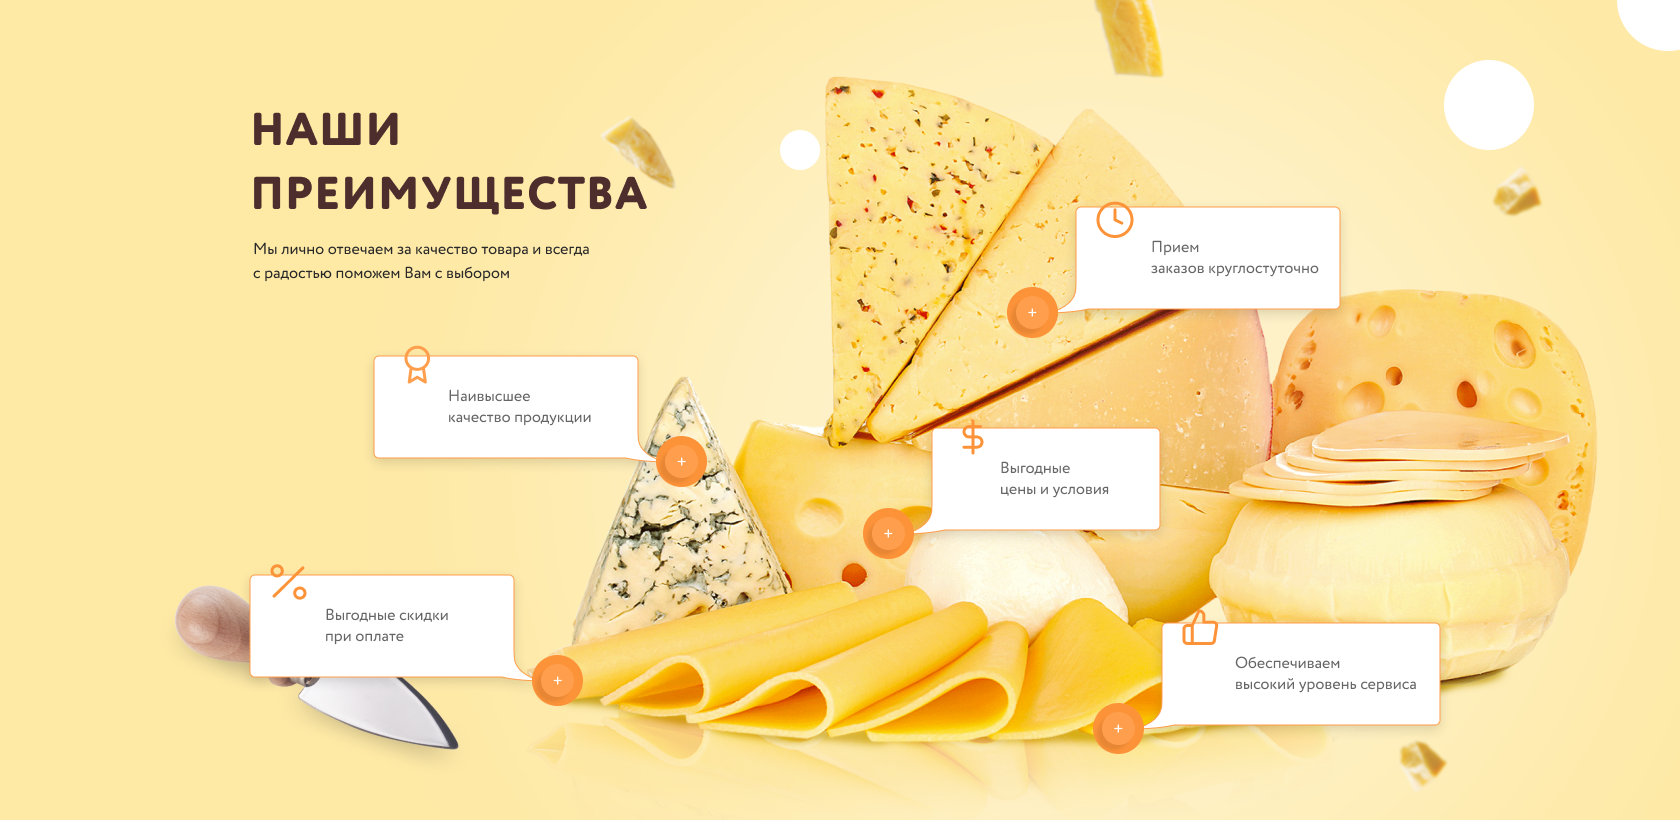 НАШИ
ПРЕИМУЩЕСТВА
Мы лично отвечаем за качество товара и всегда
с радостью поможем Вам с выбором
Прием
заказов круглостуточно
+
Наивысшее
качество продукции
+
$
Выгодные
цены и условия
+
%
Выгодные скидки
при оплате
+
Обеспечиваем
высокий уровень сервиса
+